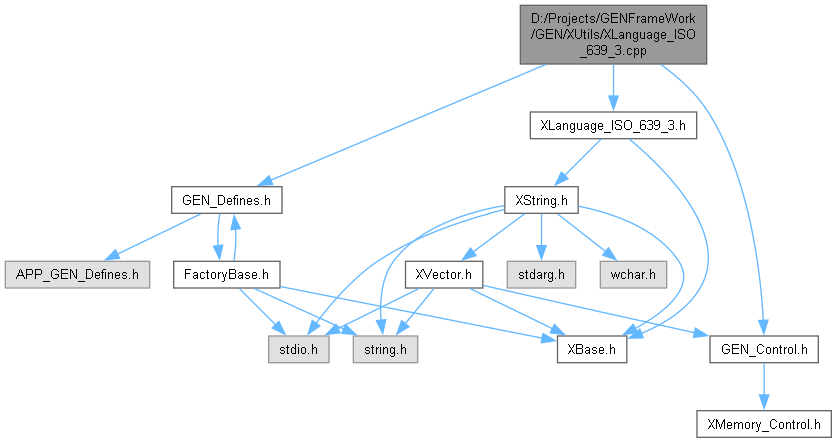 D:/Projects/GENFrameWork
/GEN/XUtils/XLanguage_ISO
_639_3.cpp
XLanguage_ISO_639_3.h
GEN_Defines.h
XString.h
APP_GEN_Defines.h
FactoryBase.h
XVector.h
stdarg.h
wchar.h
stdio.h
string.h
XBase.h
GEN_Control.h
XMemory_Control.h